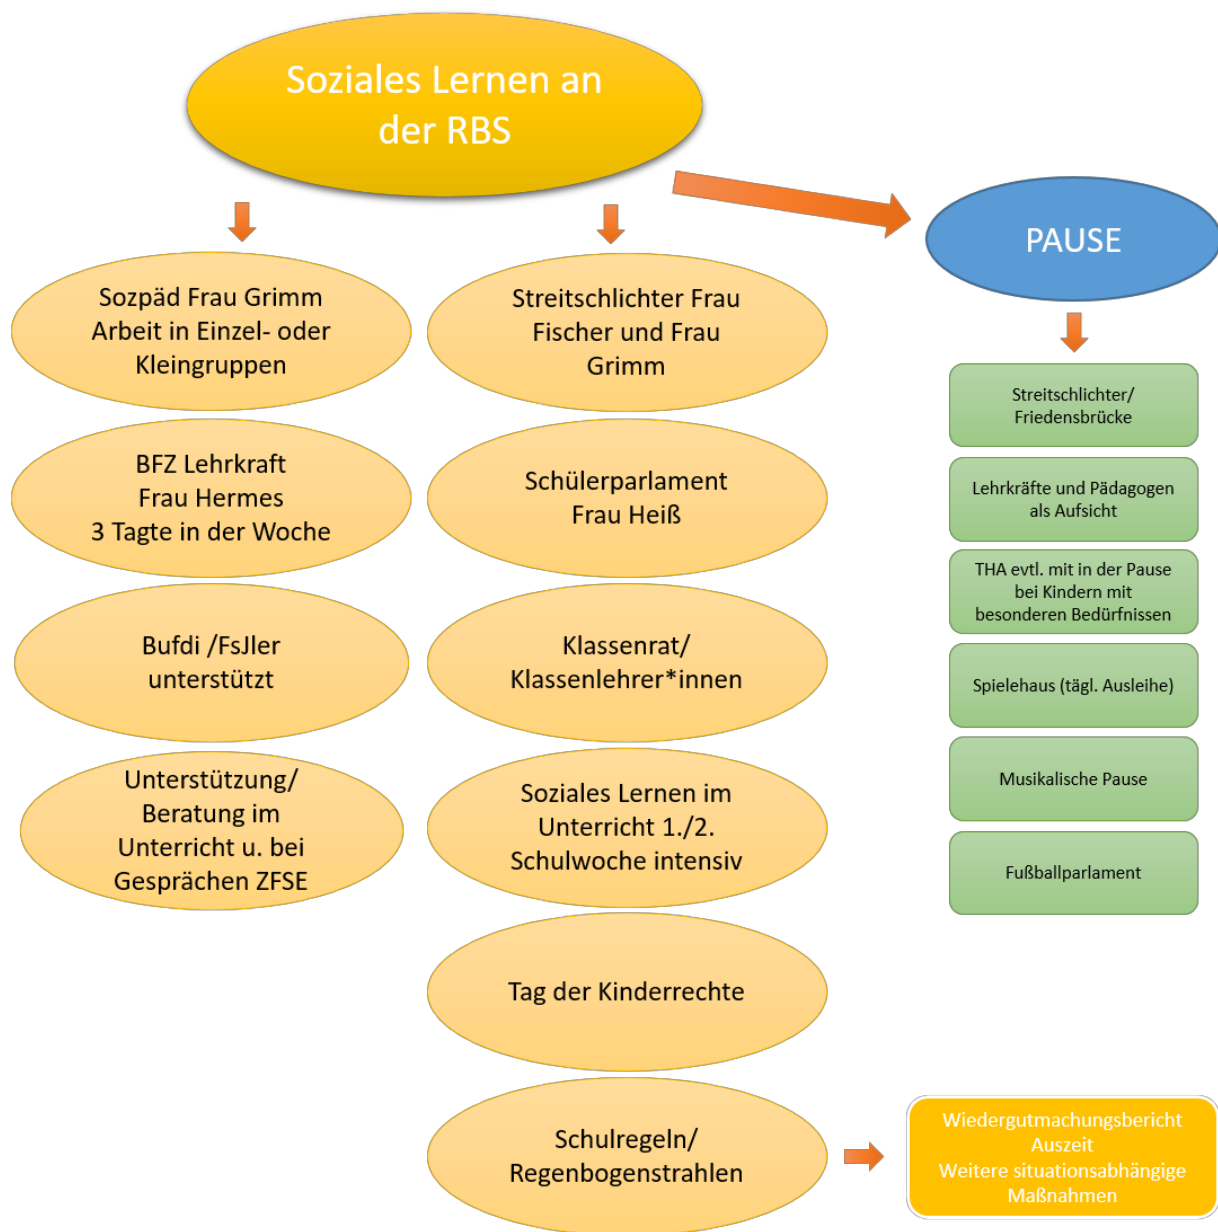 Soziales Lernen an
der RBS
Sozpäd Frau Grimm
Arbeit in Einzel- oder
Kleingruppen
BFZ Lehrkraft
Frau Hermes
3 Tagte in der Woche
Bufdi /FsJler
unterstützt
Unterstützung/
Beratung im
Unterricht u. bei
Gesprächen ZFSE
Streitschlichter Frau
Fischer und Frau
Grimm
Schülerparlament
Frau Heiß
Klassenrat/
Klassenlehrer*innen
Soziales Lernen im
Unterricht 1./2.
Schulwoche intensiv
Tag der Kinderrechte
Schulregeln/
Regenbogenstrahlen
Wiedergutmachungsbericht
Auszeit
Weitere situationsabhängige
Maßnahmen
PAUSE
Streitschlichter/
Friedensbrücke
Lehrkräfte und Pädagogen
als Aufsicht
THA evtl. mit in der Pause
bei Kindern mit
besonderen Bedürfnissen
Spielehaus (tägl. Ausleihe)
Musikalische Pause
Fußballparlament